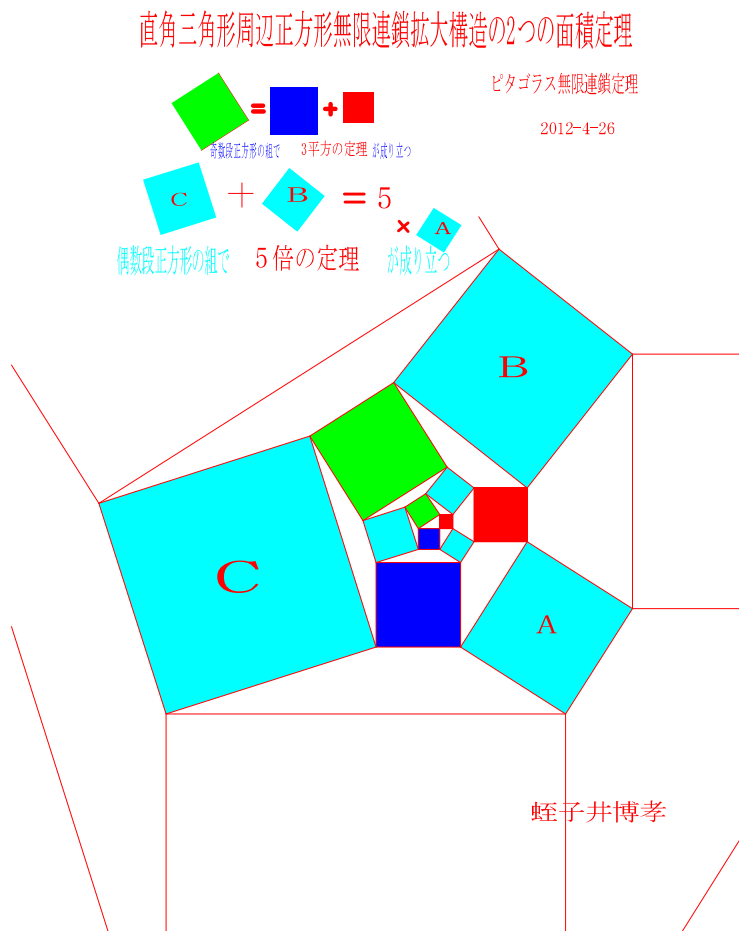 直角三角形周辺正方形無限連鎖拡大構造の2つの面積定理
ピタゴラス無限連鎖定理
= +
2012-4-26
奇数段正方形の組で 3平方の定理 が成り立つ
C + B = 5 × A
偶数段正方形の組で 5倍の定理 が成り立つ
B
C
A
蛭子井博孝